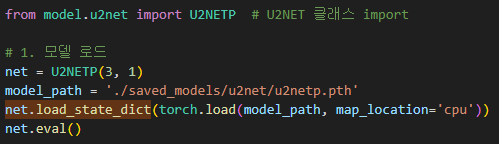 from model.u2net import U2NETP  # U2NET 클래스 import
# 1. 모델 로드
net = U2NETP(3, 1)
model_path = './saved_models/u2net/u2netp.pth'
net.load_state_dict(torch.load(model_path, map_location='cpu'))
net.eval()